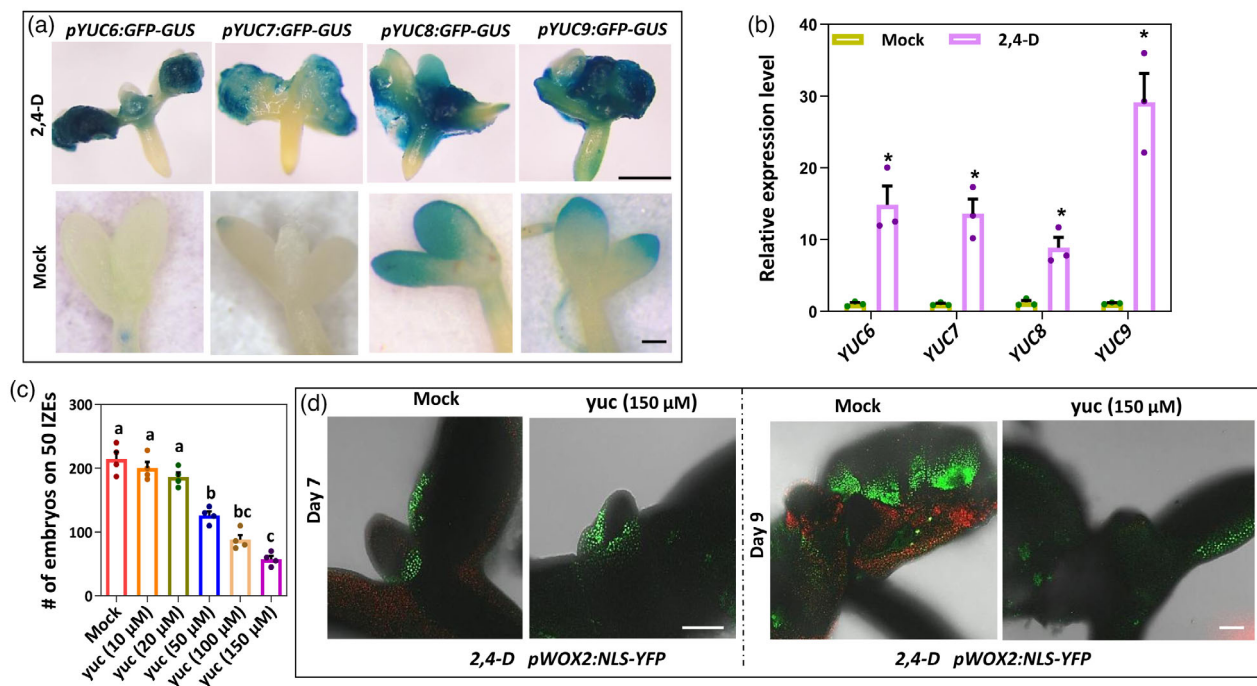 (a)
pYUC6:GFP-GUS pYUC7:GFP-GUS pYUC8:GFP-GUS pYUC9:GFP-GUS
2,4-D
Mock
(b)
Mock 2,4-D
Relative expression level
40
30
20
10
0
*
*
*
*
YUC6 YUC7 YUC8 YUC9
(c)
# of embryos on 50 IZEs
300
200
100
0
a a a b bc c
Mock
yuc (10 µM)
yuc (20 µM)
yuc (50 µM)
yuc (100 µM)
yuc (150 µM)
(d)
Mock yuc (150 µM) Mock yuc (150 µM)
Day 7
Day 9
2,4-D pWOX2:NLS-YFP 2,4-D pWOX2:NLS-YFP